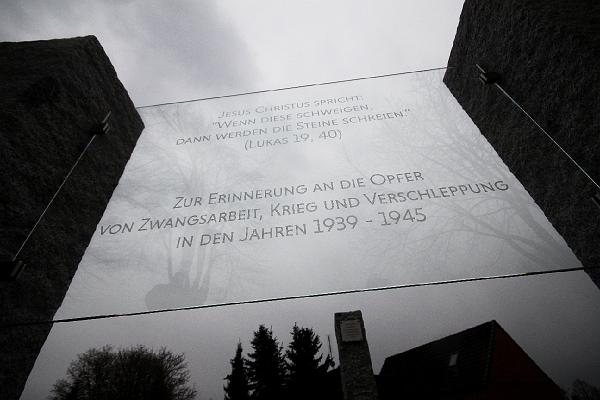 JESUS CHRISTUS SPRICHT:
"WENN DIESE SCHWEIGEN,
DANN WERDEN DIE STEINE SCHREIEN."
(LUKAS 19, 40)
ZUR ERINNERUNG AN DIE OPFER
VON ZWANGSARBEIT, KRIEG UND VERSCHLEPPUNG
IN DEN JAHREN 1939 - 1945